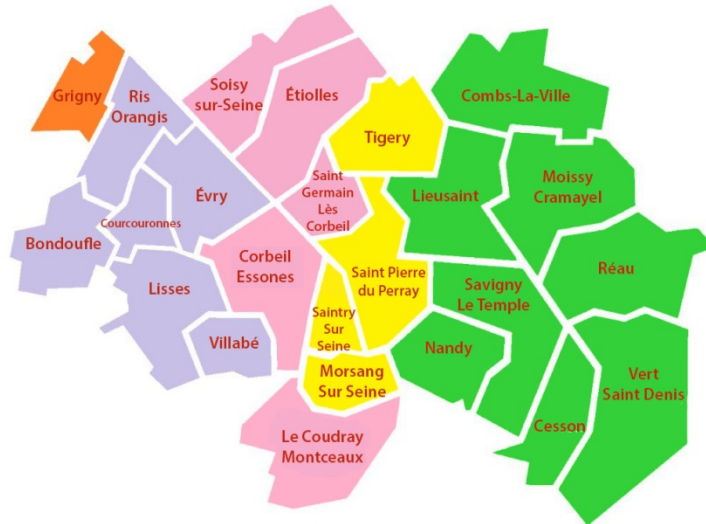 Grigny
Ris
Orangis
Soisy
sur-Seine
Étiolles
Combs-La-Ville
Tigery
Saint
Germain
Lès
Corbeil
Lieusaint
Moissy
Cramayel
Évry
Courcouronnes
Bondoufle
Corbeil
Essones
Lisses
Saint Pierre
du Perray
Savigny
Le Temple
Réau
Saintry
Sur
Seine
Villabé
Nandy
Morsang
Sur Seine
Vert
Saint Denis
Cesson
Le Coudray
Montceaux